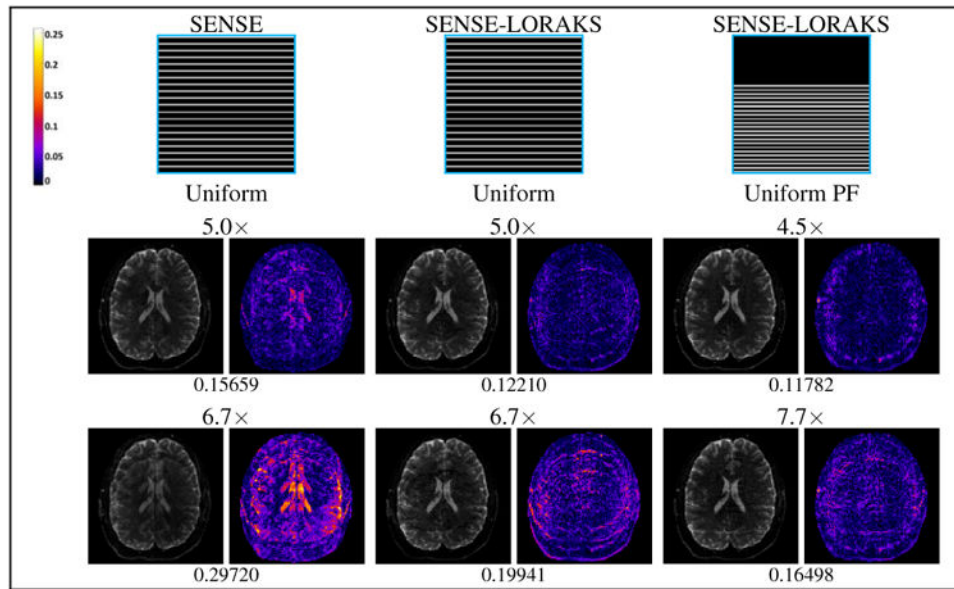 SENSE SENSE-LORAKS SENSE-LORAKS
0.25
0.2
0.15
0.1
0.05
0
Uniform Uniform Uniform PF
5.0× 5.0× 4.5×
0.15659 0.12210 0.11782
6.7× 6.7× 7.7×
0.29720 0.19941 0.16498